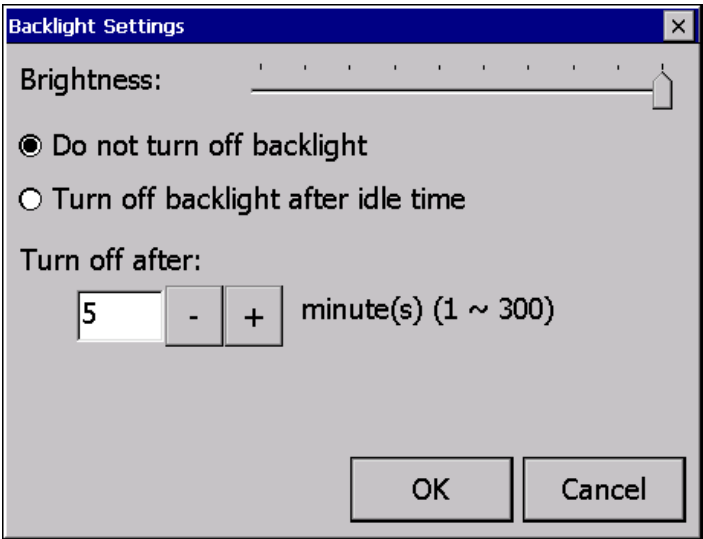 Backlight Settings
Brightness:
Do not turn off backlight
Turn off backlight after idle time
Turn off after:
5 - + minute(s) (1 ~ 300)
OK Cancel